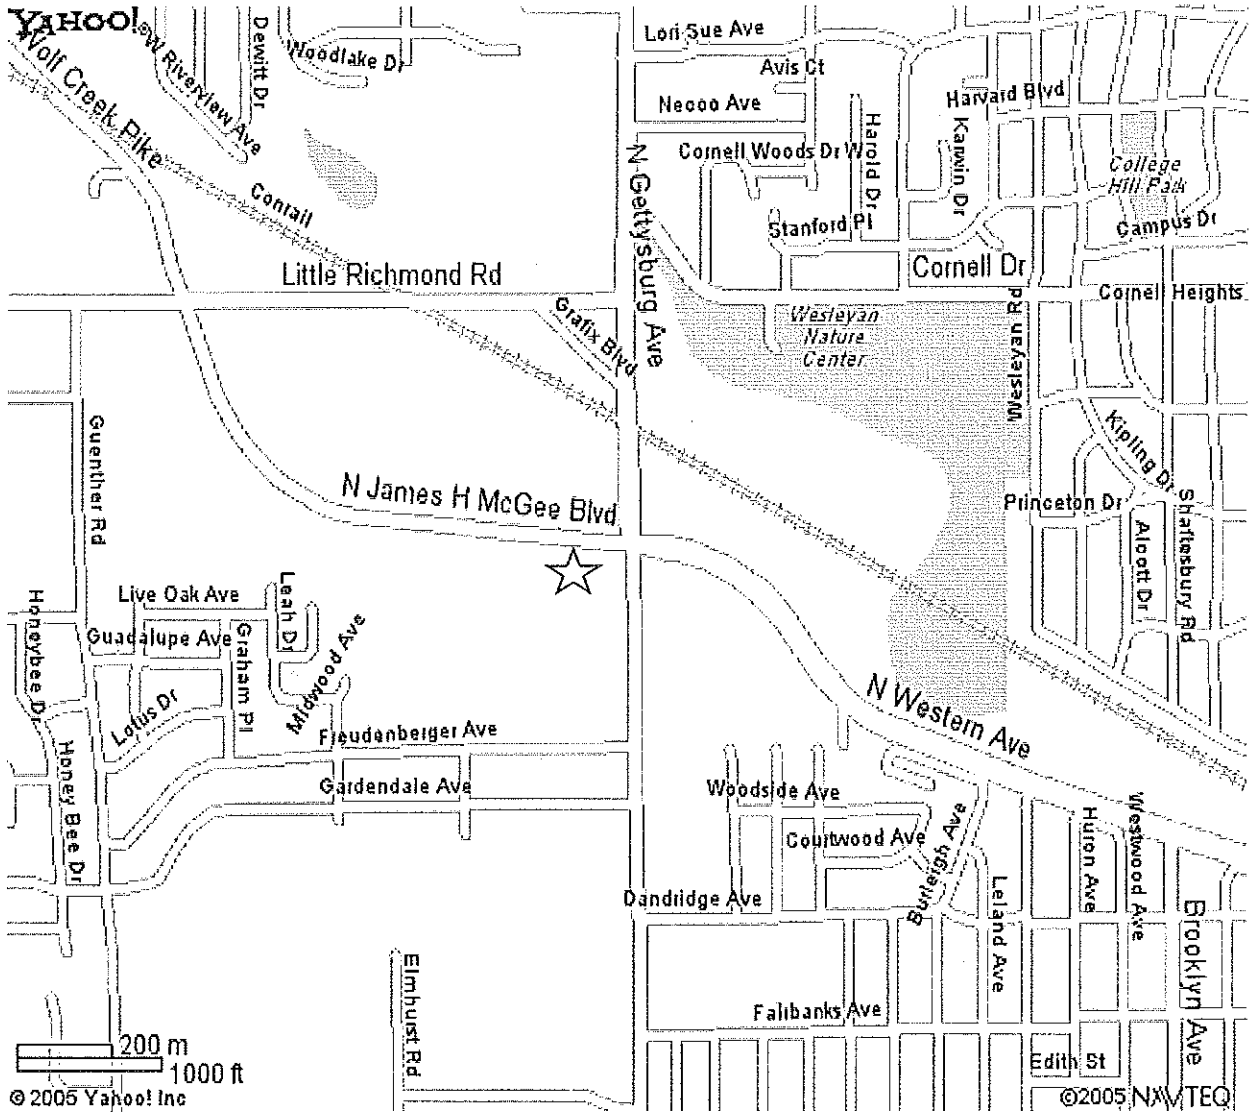 YAHOO!®
Wolf Creek Pike
W Riverview Ave
Dewitt Dr
Woodlake Dr
Lori Sue Ave
Avis Ct
Necoo Ave
Harvard Blvd
Cornell Woods Dr W
Harold Dr
Karwin Dr
College
Hill Park
N Gettysburg Ave
Conrail
Stanford Pl
Campus Dr
Little Richmond Rd
Cornell Dr
Cornell Heights
Grafix Blvd
Wesleyan
Nature
Center
Wesleyan Rd
Guenther Rd
Kipling Dr
N James H McGee Blvd
Princeton Dr
Shaftesbury Rd
Alcott Dr
Honeybee Dr
Live Oak Ave
Leah Dr
Guadalupe Ave
Graham Pl
Midwood Ave
Lotus Dr
N Western Ave
Freudenberger Ave
Honey Bee Dr
Gardendale Ave
Woodside Ave
Courtwood Ave
Burleigh Ave
Huron Ave
Westwood Ave
Dandridge Ave
Leland Ave
Brooklyn Ave
Elmhurst Rd
Fairbanks Ave
Edith St
200 m
1000 ft
© 2005 Yahoo! Inc
©2005 NAVTEQ